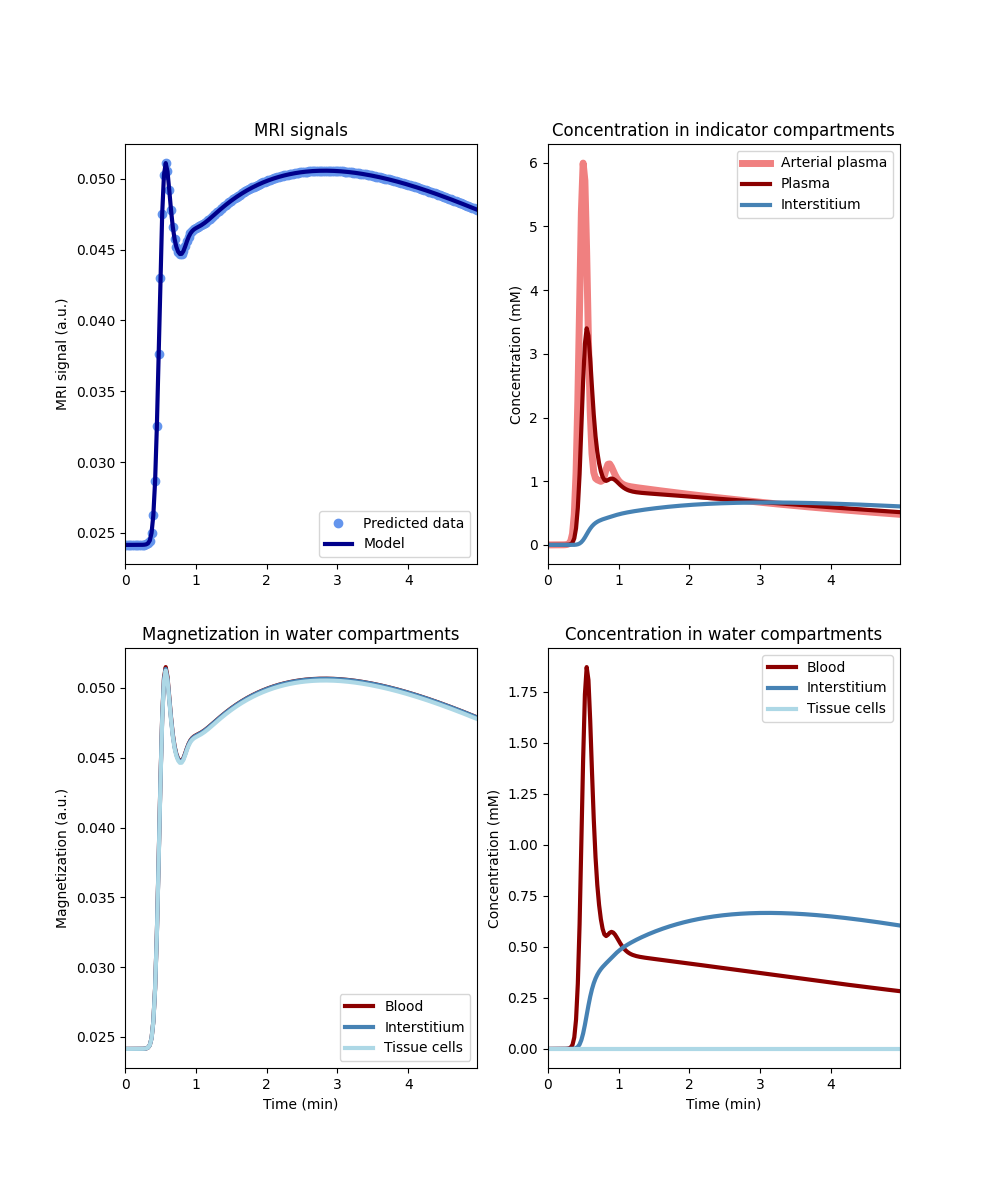 MRI signals
MRI signal (a.u.)
0.050
0.045
0.040
0.035
0.030
0.025
0 1 2 3 4
Predicted data
Model
Concentration in indicator compartments
Concentration (mM)
6
5
4
3
2
1
0
0 1 2 3 4
Arterial plasma
Plasma
Interstitium
Magnetization in water compartments
Magnetization (a.u.)
0.050
0.045
0.040
0.035
0.030
0.025
0 1 2 3 4
Time (min)
Blood
Interstitium
Tissue cells
Concentration in water compartments
Concentration (mM)
1.75
1.50
1.25
1.00
0.75
0.50
0.25
0.00
0 1 2 3 4
Time (min)
Blood
Interstitium
Tissue cells